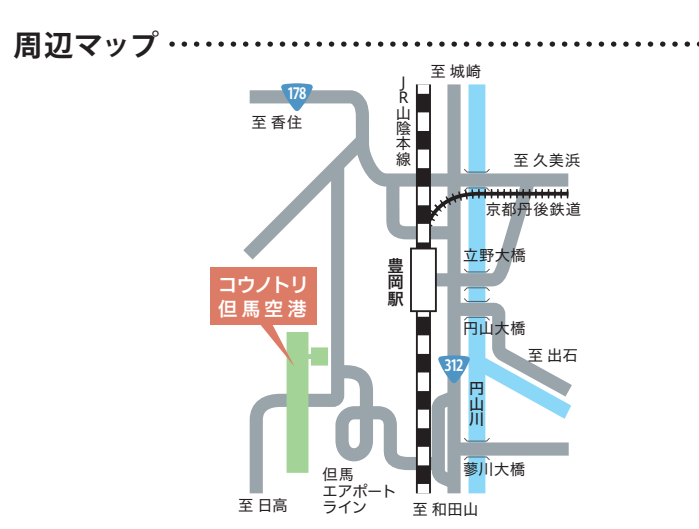 周辺マップ
至 城崎
178
至 香住
JR山陰本線
至 久美浜
京都丹後鉄道
立野大橋
豊岡駅
コウノトリ
但馬空港
円山大橋
至 出石
312
円山川
蓼川大橋
但馬
エアポート
ライン
至 日高
至 和田山